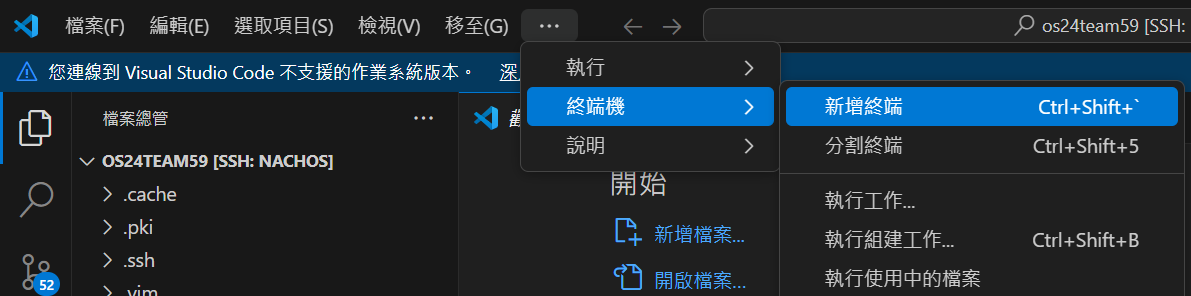 檔案(F) 編輯(E) 選取項目(S) 檢視(V) 移至(G) ... os24team59 [SSH:
您連線到 Visual Studio Code 不支援的作業系統版本。
執行
終端機
說明
新增終端 Ctrl+Shift+`
分割終端 Ctrl+Shift+5
執行工作...
執行組建工作... Ctrl+Shift+B
執行使用中的檔案
檔案總管 ...
OS24TEAM59 [SSH: NACHOS]
.cache
.pki
.ssh
.vim
52
開始
新增檔案...
開啟檔案...